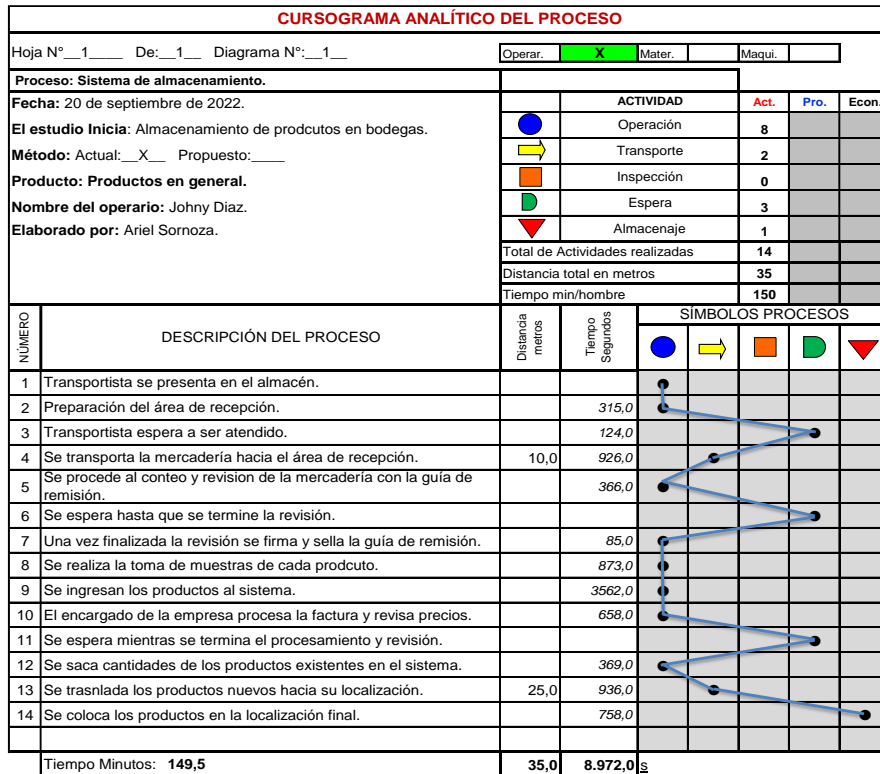 CURSOGRAMA ANALÍTICO DEL PROCESO
Hoja N°__1____ De:__1__ Diagrama N°:__1__
Operar. X Mater. Maqui.
Proceso: Sistema de almacenamiento.
Fecha: 20 de septiembre de 2022.
ACTIVIDAD Act. Pro. Econ.
El estudio Inicia: Almacenamiento de prodcutos en bodegas.
Operación 8
Método: Actual:__X__ Propuesto:____
Transporte 2
Producto: Productos en general.
Inspección 0
Nombre del operario: Johny Diaz.
Espera 3
Elaborado por: Ariel Sornoza.
Almacenaje 1
Total de Actividades realizadas 14
Distancia total en metros 35
Tiempo min/hombre 150
NÚMERO
DESCRIPCIÓN DEL PROCESO
Distancia
metros
Tiempo
Segundos
SÍMBOLOS PROCESOS
1 Transportista se presenta en el almacén.
2 Preparación del área de recepción. 315,0
3 Transportista espera a ser atendido. 124,0
4 Se transporta la mercadería hacia el área de recepción. 10,0 926,0
5 Se procede al conteo y revision de la mercadería con la guía de
remisión. 366,0
6 Se espera hasta que se termine la revisión.
7 Una vez finalizada la revisión se firma y sella la guía de remisión. 85,0
8 Se realiza la toma de muestras de cada prodcuto. 873,0
9 Se ingresan los productos al sistema. 3562,0
10 El encargado de la empresa procesa la factura y revisa precios. 658,0
11 Se espera mientras se termina el procesamiento y revisión.
12 Se saca cantidades de los productos existentes en el sistema. 369,0
13 Se trasnlada los productos nuevos hacia su localización. 25,0 936,0
14 Se coloca los productos en la localización final. 758,0
Tiempo Minutos: 149,5 35,0 8.972,0 s